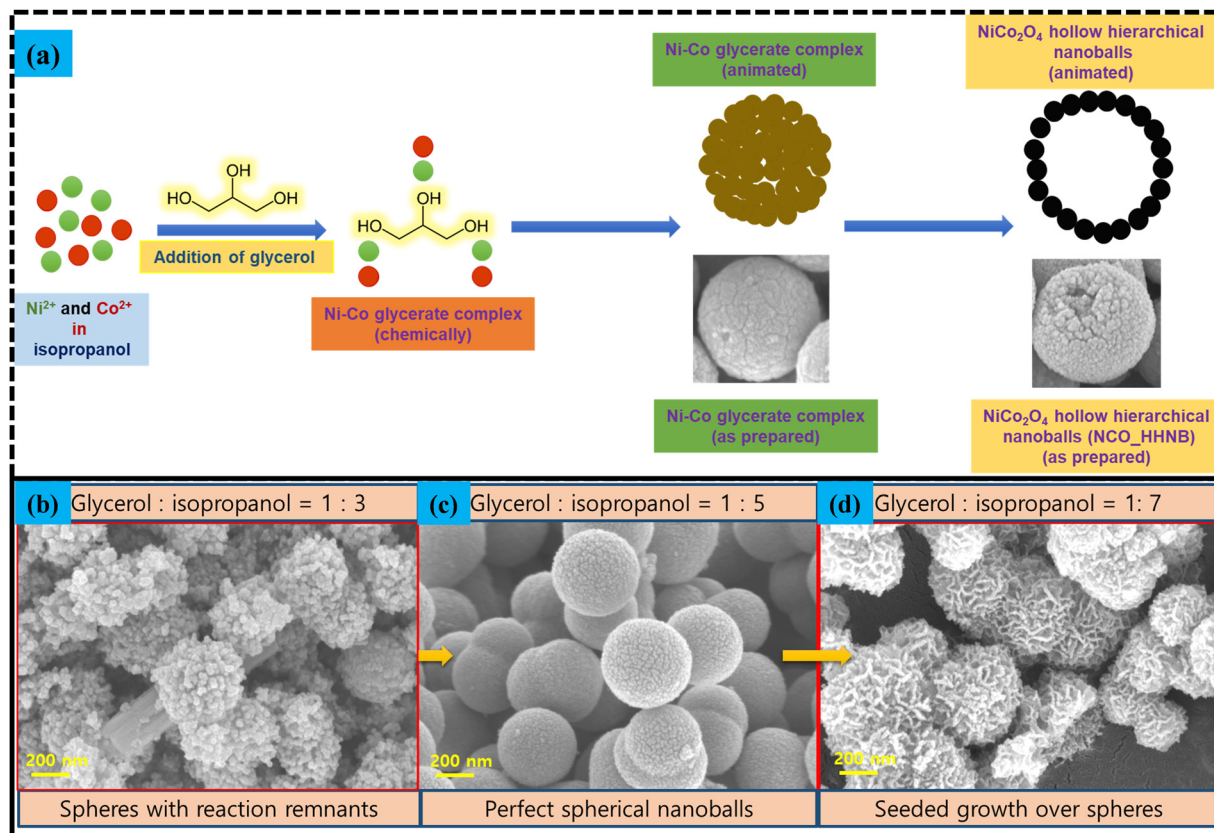 (a)
Ni-Co glycerate complex
(animated)
NiCo₂O₄ hollow hierarchical
nanoballs
(animated)
OH
HO
OH
Addition of glycerol
OH
HO
OH
Ni²⁺ and Co²⁺
in
isopropanol
Ni-Co glycerate complex
(chemically)
Ni-Co glycerate complex
(as prepared)
NiCo₂O₄ hollow hierarchical
nanoballs (NCO_HHNB)
(as prepared)
(b) Glycerol : isopropanol = 1 : 3
(c) Glycerol : isopropanol = 1 : 5
(d) Glycerol : isopropanol = 1: 7
200 nm
200 nm
200 nm
Spheres with reaction remnants
Perfect spherical nanoballs
Seeded growth over spheres